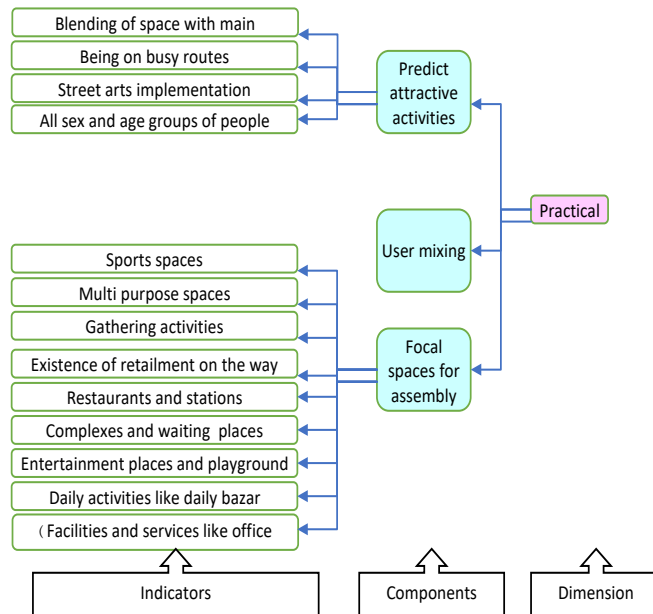 Blending of space with main
Being on busy routes
Street arts implementation
All sex and age groups of people
Predict
attractive
activities
Practical
User mixing
Sports spaces
Multi purpose spaces
Gathering activities
Existence of retailment on the way
Restaurants and stations
Complexes and waiting places
Entertainment places and playground
Daily activities like daily bazar
(Facilities and services like office
Focal
spaces for
assembly
Indicators
Components
Dimension